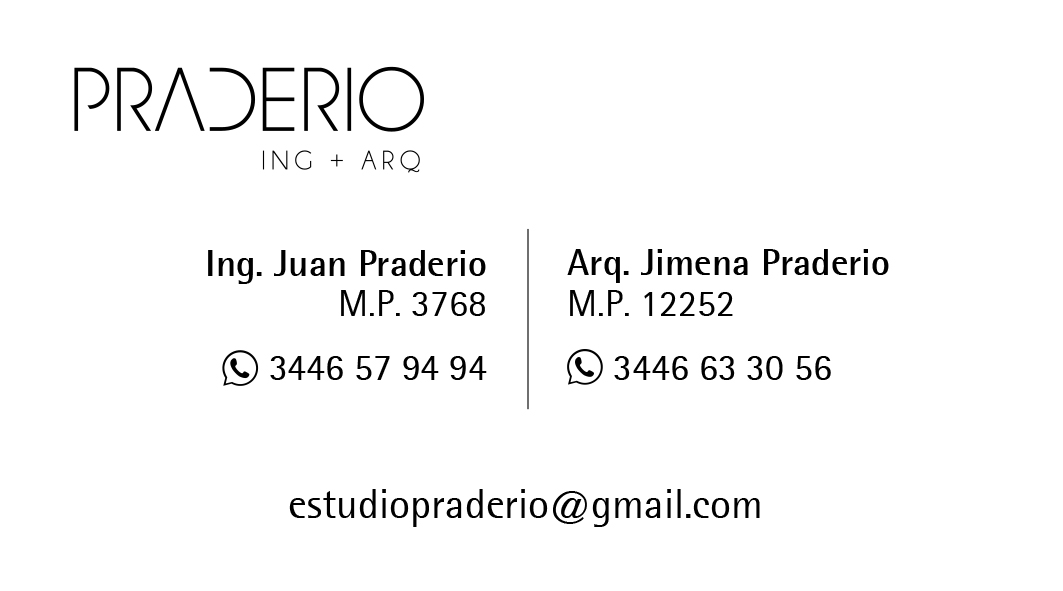 PRADERIO
ING + ARQ
Ing. Juan Praderio
M.P. 3768
3446 57 94 94
Arq. Jimena Praderio
M.P. 12252
3446 63 30 56
estudiopraderio@gmail.com